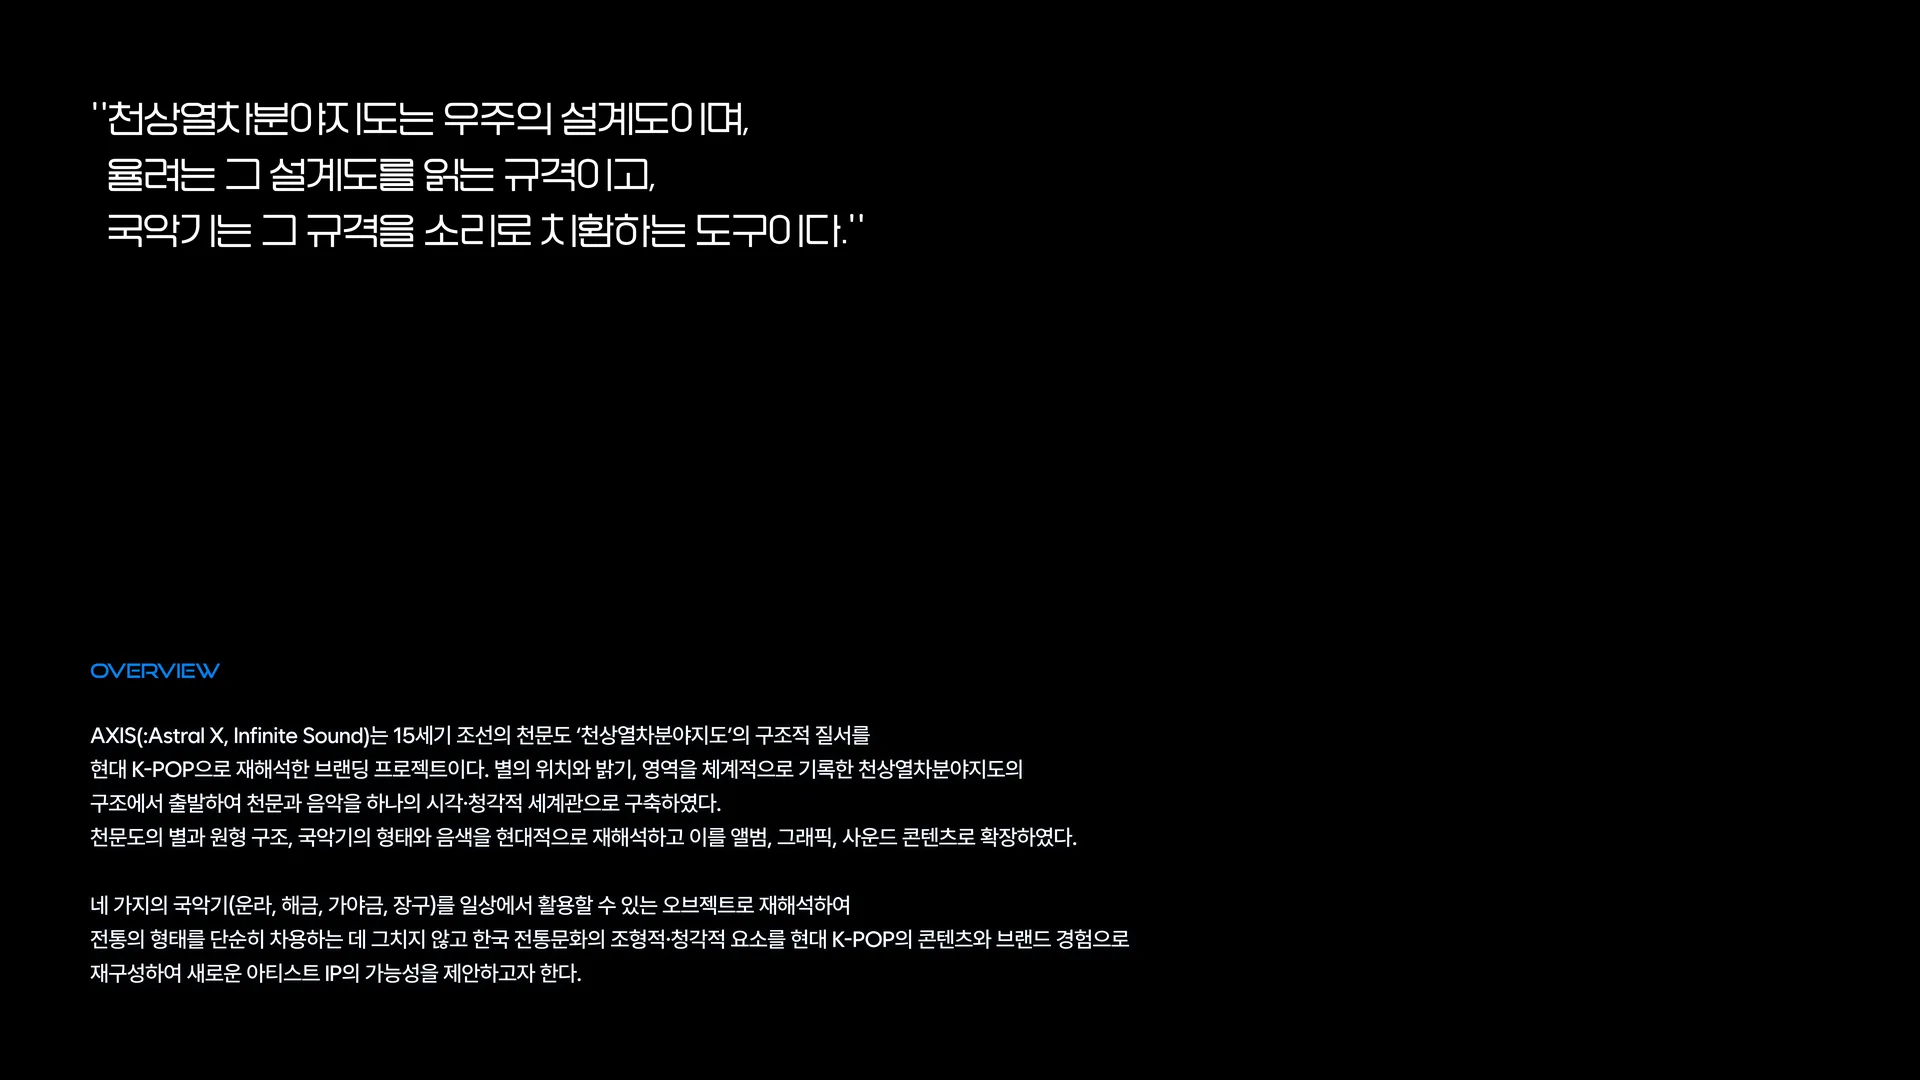 "천상열차분야지도는 우주의 설계도이며,
율려는 그 설계도를 읽는 규격이고,
국악기는 그 규격을 소리로 치환하는 도구이다."
OVERVIEW
AXIS(:Astral X, Infinite Sound)는 15세기 조선의 천문도 ‘천상열차분야지도’의 구조적 질서를
현대 K-POP으로 재해석한 브랜딩 프로젝트이다. 별의 위치와 밝기, 영역을 체계적으로 기록한 천상열차분야지도의
구조에서 출발하여 천문과 음악을 하나의 시각·청각적 세계관으로 구축하였다.
천문도의 별과 원형 구조, 국악기의 형태와 음색을 현대적으로 재해석하고 이를 앨범, 그래픽, 사운드 콘텐츠로 확장하였다.
네 가지의 국악기(운라, 해금, 가야금, 장구)를 일상에서 활용할 수 있는 오브젝트로 재해석하여
전통의 형태를 단순히 차용하는 데 그치지 않고 한국 전통문화의 조형적·청각적 요소를 현대 K-POP의 콘텐츠와 브랜드 경험으로
재구성하여 새로운 아티스트 IP의 가능성을 제안하고자 한다.